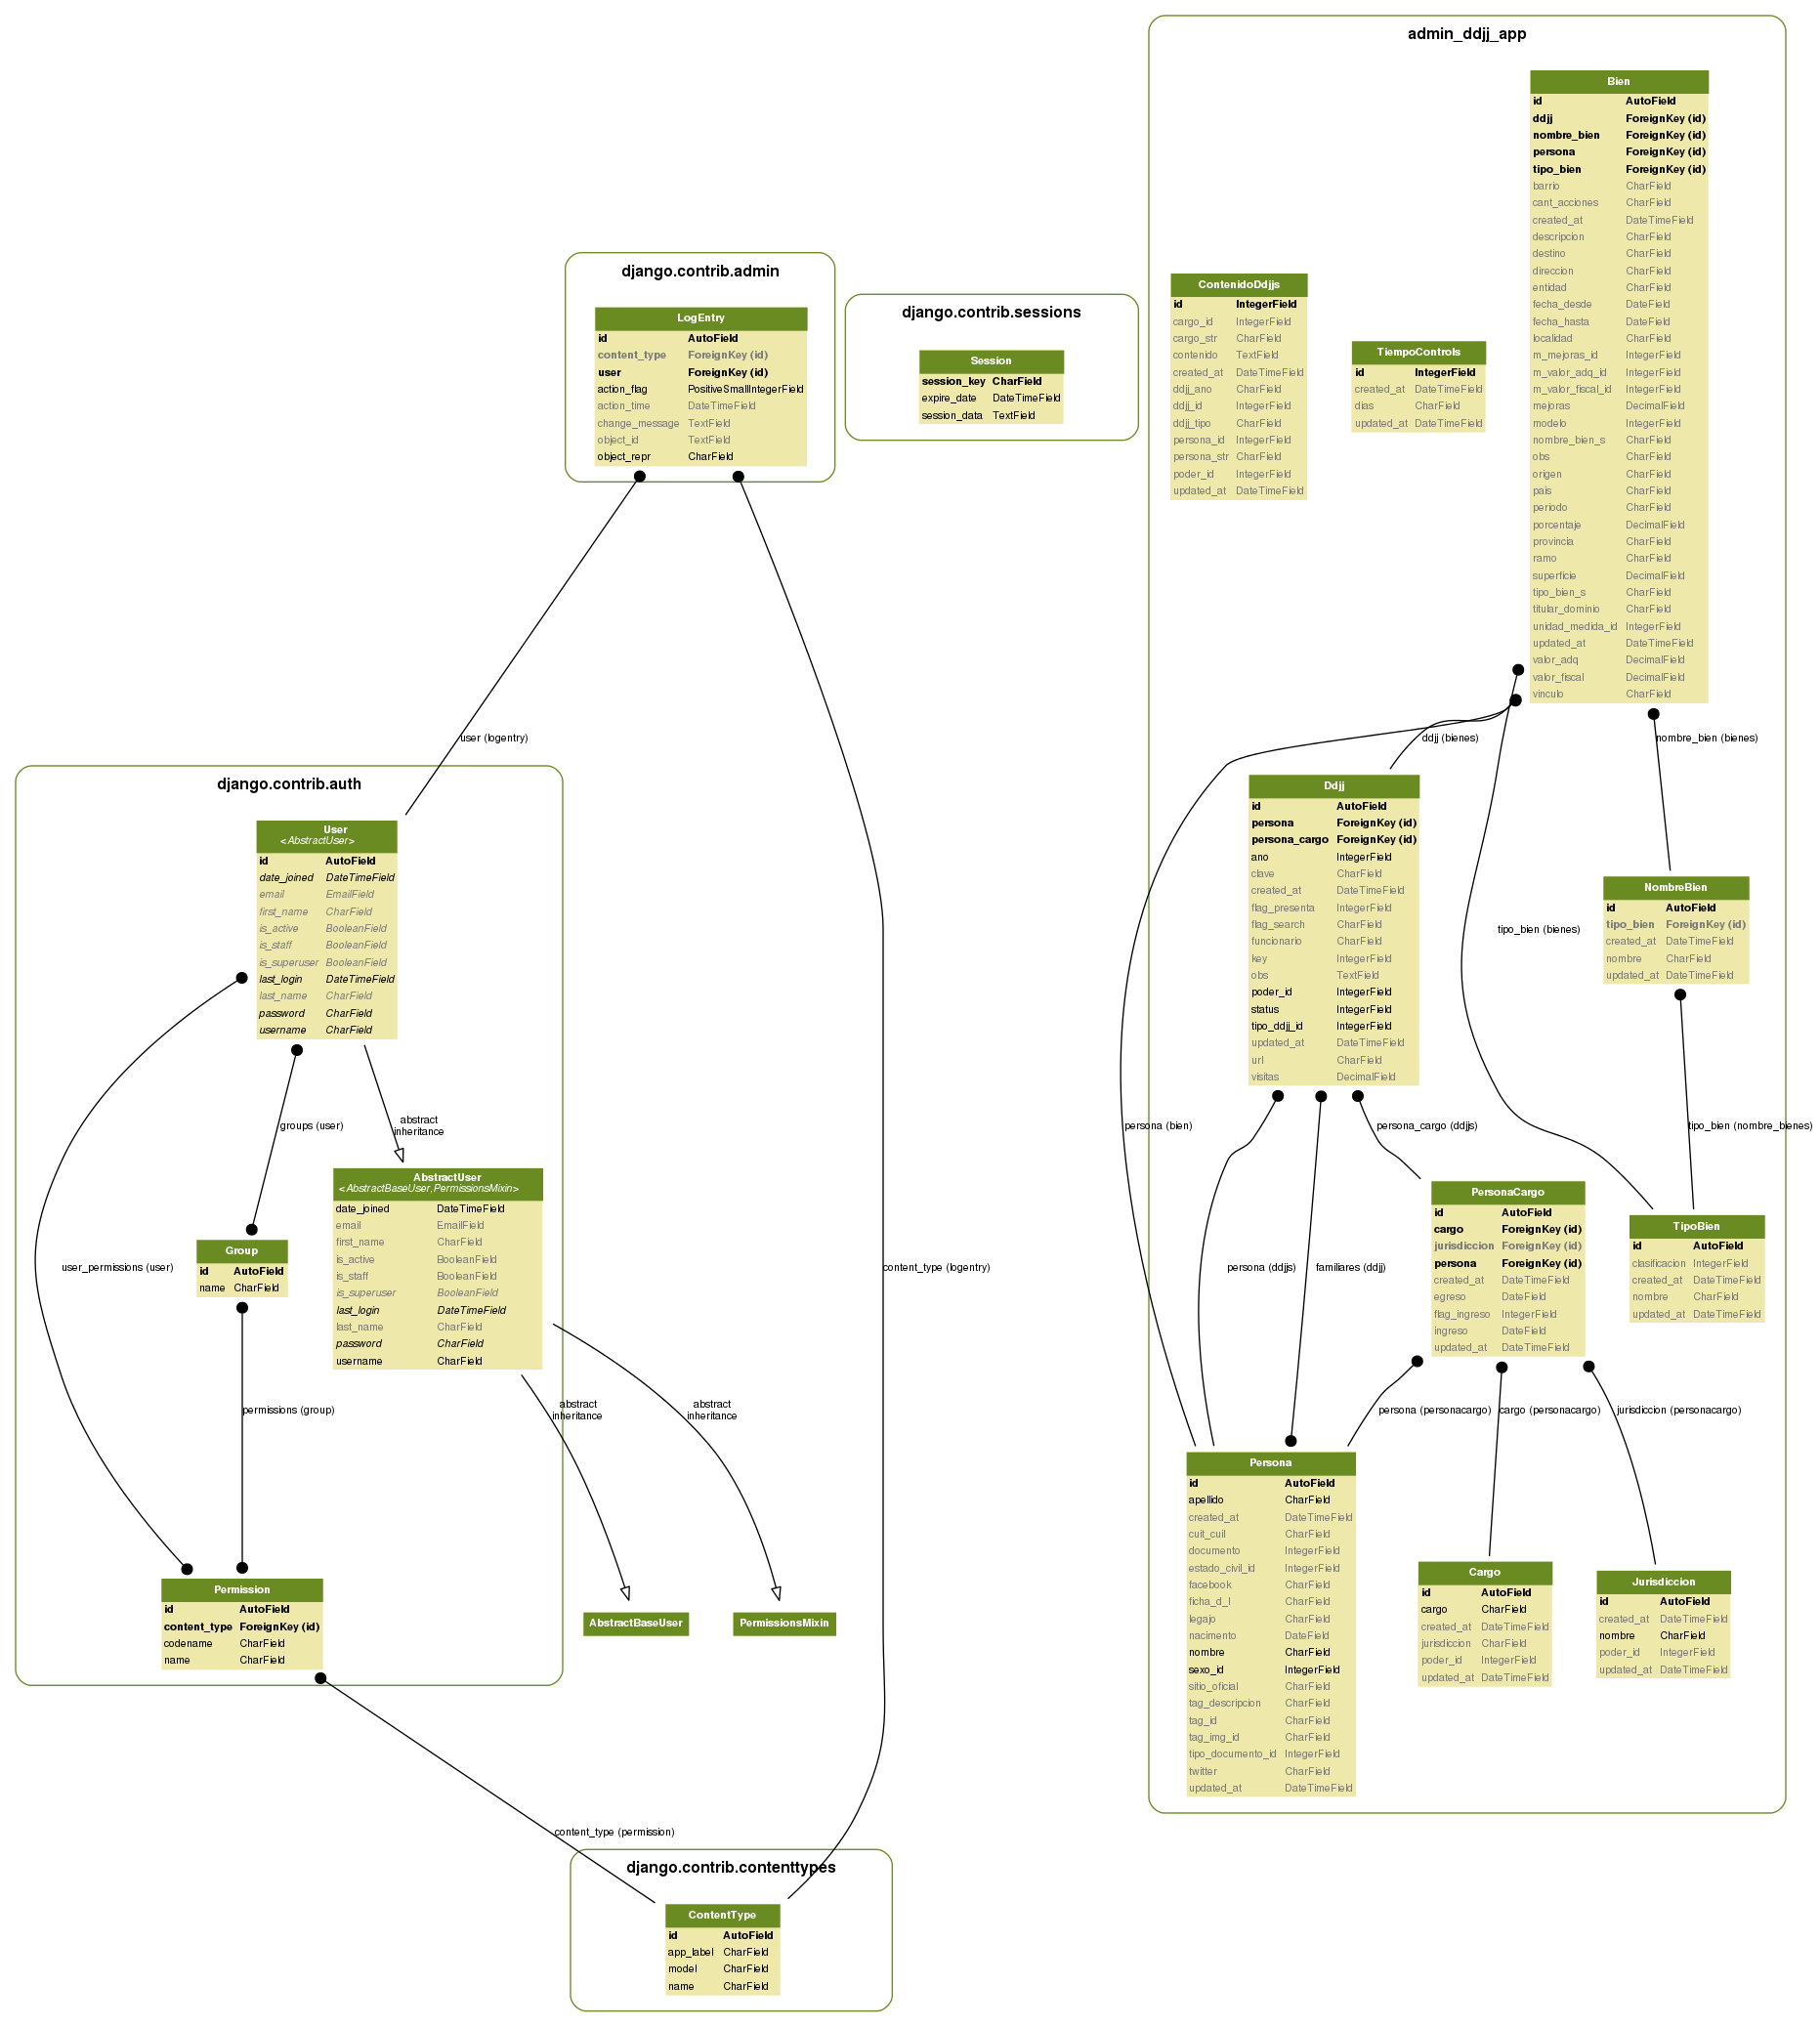 admin_ddjj_app
Bien
id AutoField
ddjj ForeignKey (id)
nombre_bien ForeignKey (id)
persona ForeignKey (id)
tipo_bien ForeignKey (id)
barrio CharField
cant_acciones CharField
created_at DateTimeField
descripcion CharField
destino CharField
direccion CharField
entidad CharField
fecha_desde DateField
fecha_hasta DateField
localidad CharField
m_mejoras_id IntegerField
m_valor_adq_id IntegerField
m_valor_fiscal_id IntegerField
mejoras DecimalField
modelo IntegerField
nombre_bien_s CharField
obs CharField
origen CharField
pais CharField
periodo CharField
porcentaje DecimalField
provincia CharField
ramo CharField
superficie DecimalField
tipo_bien_s CharField
titular_dominio CharField
unidad_medida_id IntegerField
updated_at DateTimeField
valor_adq DecimalField
valor_fiscal DecimalField
vinculo CharField
django.contrib.admin
LogEntry
id AutoField
content_type ForeignKey (id)
user ForeignKey (id)
action_flag PositiveSmallIntegerField
action_time DateTimeField
change_message TextField
object_id TextField
object_repr CharField
django.contrib.sessions
Session
session_key CharField
expire_date DateTimeField
session_data TextField
ContenidoDdjjs
id IntegerField
cargo_id IntegerField
cargo_str CharField
contenido TextField
created_at DateTimeField
ddjj_ano CharField
ddjj_id IntegerField
ddjj_tipo CharField
persona_id IntegerField
persona_str CharField
poder_id IntegerField
updated_at DateTimeField
TiempoControls
id IntegerField
created_at DateTimeField
dias CharField
updated_at DateTimeField
user (logentry)
ddjj (bienes)
nombre_bien (bienes)
django.contrib.auth
User
<AbstractUser>
id AutoField
date_joined DateTimeField
email EmailField
first_name CharField
is_active BooleanField
is_staff BooleanField
is_superuser BooleanField
last_login DateTimeField
last_name CharField
password CharField
username CharField
Ddjj
id AutoField
persona ForeignKey (id)
persona_cargo ForeignKey (id)
ano IntegerField
clave CharField
created_at DateTimeField
flag_presenta IntegerField
flag_search CharField
funcionario CharField
key IntegerField
obs TextField
poder_id IntegerField
status IntegerField
tipo_ddjj_id IntegerField
updated_at DateTimeField
url CharField
visitas DecimalField
tipo_bien (bienes)
NombreBien
id AutoField
tipo_bien ForeignKey (id)
created_at DateTimeField
nombre CharField
updated_at DateTimeField
groups (user)
abstract
inheritance
persona (bien)
persona_cargo (ddjjs)
tipo_bien (nombre_bienes)
AbstractUser
<AbstractBaseUser,PermissionsMixin>
date_joined DateTimeField
email EmailField
first_name CharField
is_active BooleanField
is_staff BooleanField
is_superuser BooleanField
last_login DateTimeField
last_name CharField
password CharField
username CharField
Group
id AutoField
name CharField
user_permissions (user)
content_type (logentry)
persona (ddjjs)
familiares (ddjj)
PersonaCargo
id AutoField
cargo ForeignKey (id)
jurisdiccion ForeignKey (id)
persona ForeignKey (id)
created_at DateTimeField
egreso DateField
flag_ingreso IntegerField
ingreso DateField
updated_at DateTimeField
TipoBien
id AutoField
clasificacion IntegerField
created_at DateTimeField
nombre CharField
updated_at DateTimeField
permissions (group)
abstract
inheritance
abstract
inheritance
persona (personacargo)
cargo (personacargo)
jurisdiccion (personacargo)
Persona
id AutoField
apellido CharField
created_at DateTimeField
cuit_cuil CharField
documento IntegerField
estado_civil_id IntegerField
facebook CharField
ficha_d_l CharField
legajo CharField
nacimiento DateField
nombre CharField
sexo_id IntegerField
sitio_oficial CharField
tag_descripcion CharField
tag_id CharField
tag_img_id CharField
tipo_documento_id IntegerField
twitter CharField
updated_at DateTimeField
Cargo
id AutoField
cargo CharField
created_at DateTimeField
jurisdiccion CharField
poder_id IntegerField
updated_at DateTimeField
Jurisdiccion
id AutoField
created_at DateTimeField
nombre CharField
poder_id IntegerField
updated_at DateTimeField
Permission
id AutoField
content_type ForeignKey (id)
codename CharField
name CharField
AbstractBaseUser
PermissionsMixin
content_type (permission)
django.contrib.contenttypes
ContentType
id AutoField
app_label CharField
model CharField
name CharField